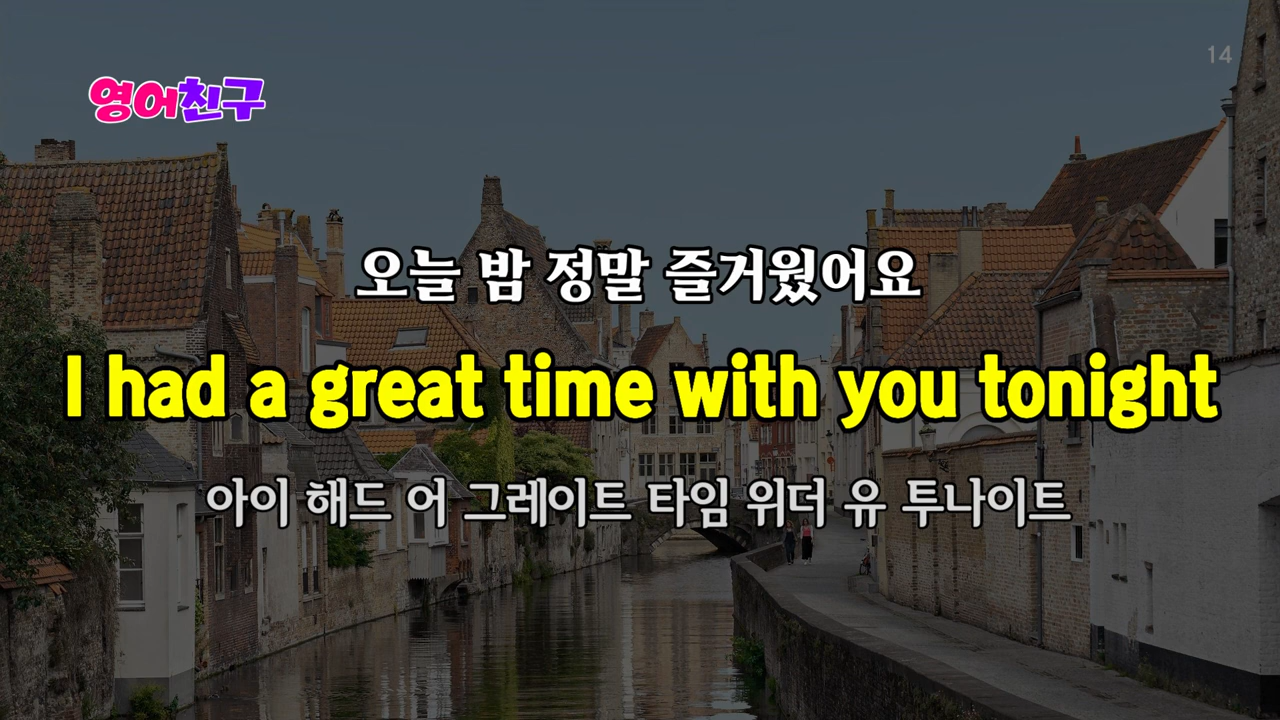 14
영어친구
오늘 밤 정말 즐거웠어요
I had a great time with you tonight
아이 해드 어 그레이트 타임 위더 유 투나이트